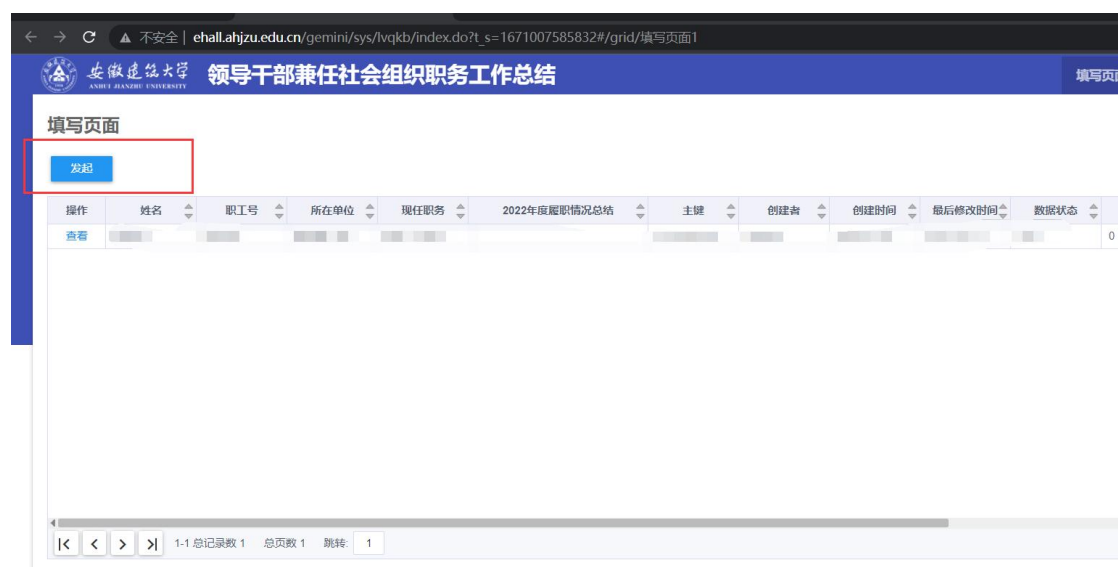 不安全 | ehall.ahjzu.edu.cn/gemini/sys/lvqkb/index.do?t_s=1671007585832#/grid/填写页面1
安徽建筑大学 领导干部兼任社会组织职务工作总结 填写页面
ANHUI JIANZHU UNIVERSITY
填写页面
发起
操作 姓名 职工号 所在单位 现任职务 2022年度履职情况总结 主键 创建者 创建时间 最后修改时间 数据状态
查看 0
1-1 总记录数 1 总页数 1 跳转: 1